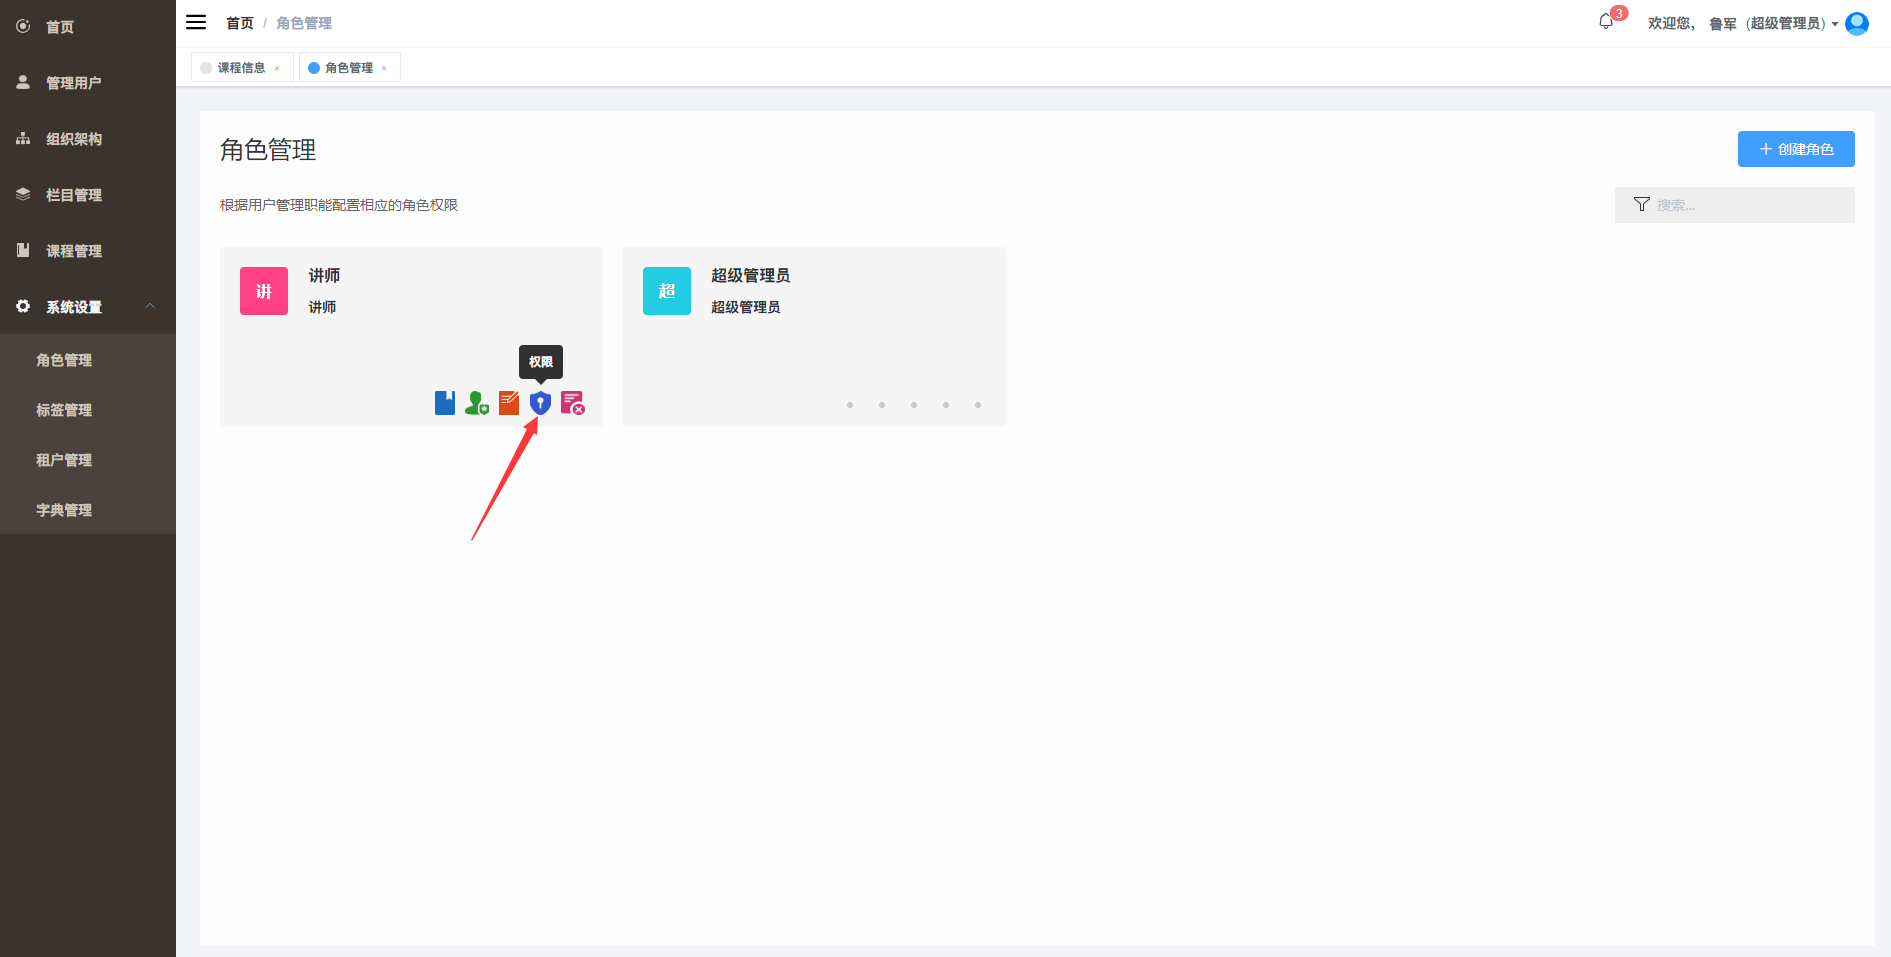 首页
管理用户
组织架构
栏目管理
课程管理
系统设置
角色管理
标签管理
租户管理
字典管理
首页 / 角色管理
3
欢迎您， 鲁军 (超级管理员)
课程信息 ×
角色管理 ×
角色管理
+ 创建角色
根据用户管理职能配置相应的角色权限
搜索...
讲
讲师
讲师
权限
超
超级管理员
超级管理员